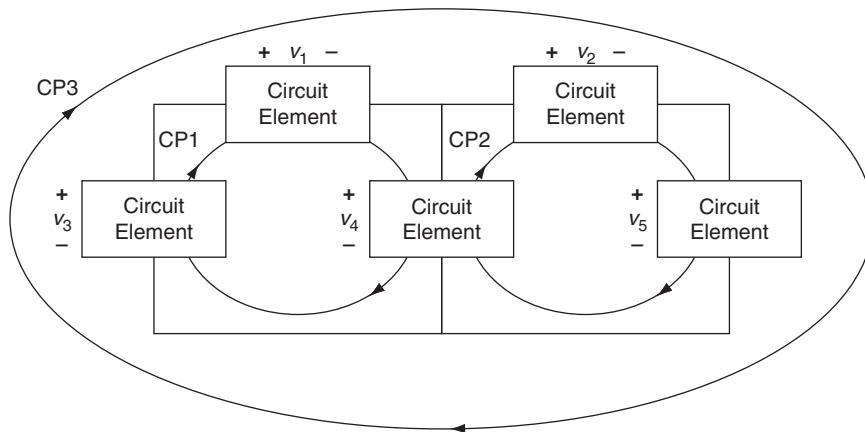 + v₁ −
+ v₂ −
CP3
Circuit
Element
Circuit
Element
CP1
CP2
+
v₃
−
Circuit
Element
+
v₄
−
Circuit
Element
+
v₅
−
Circuit
Element